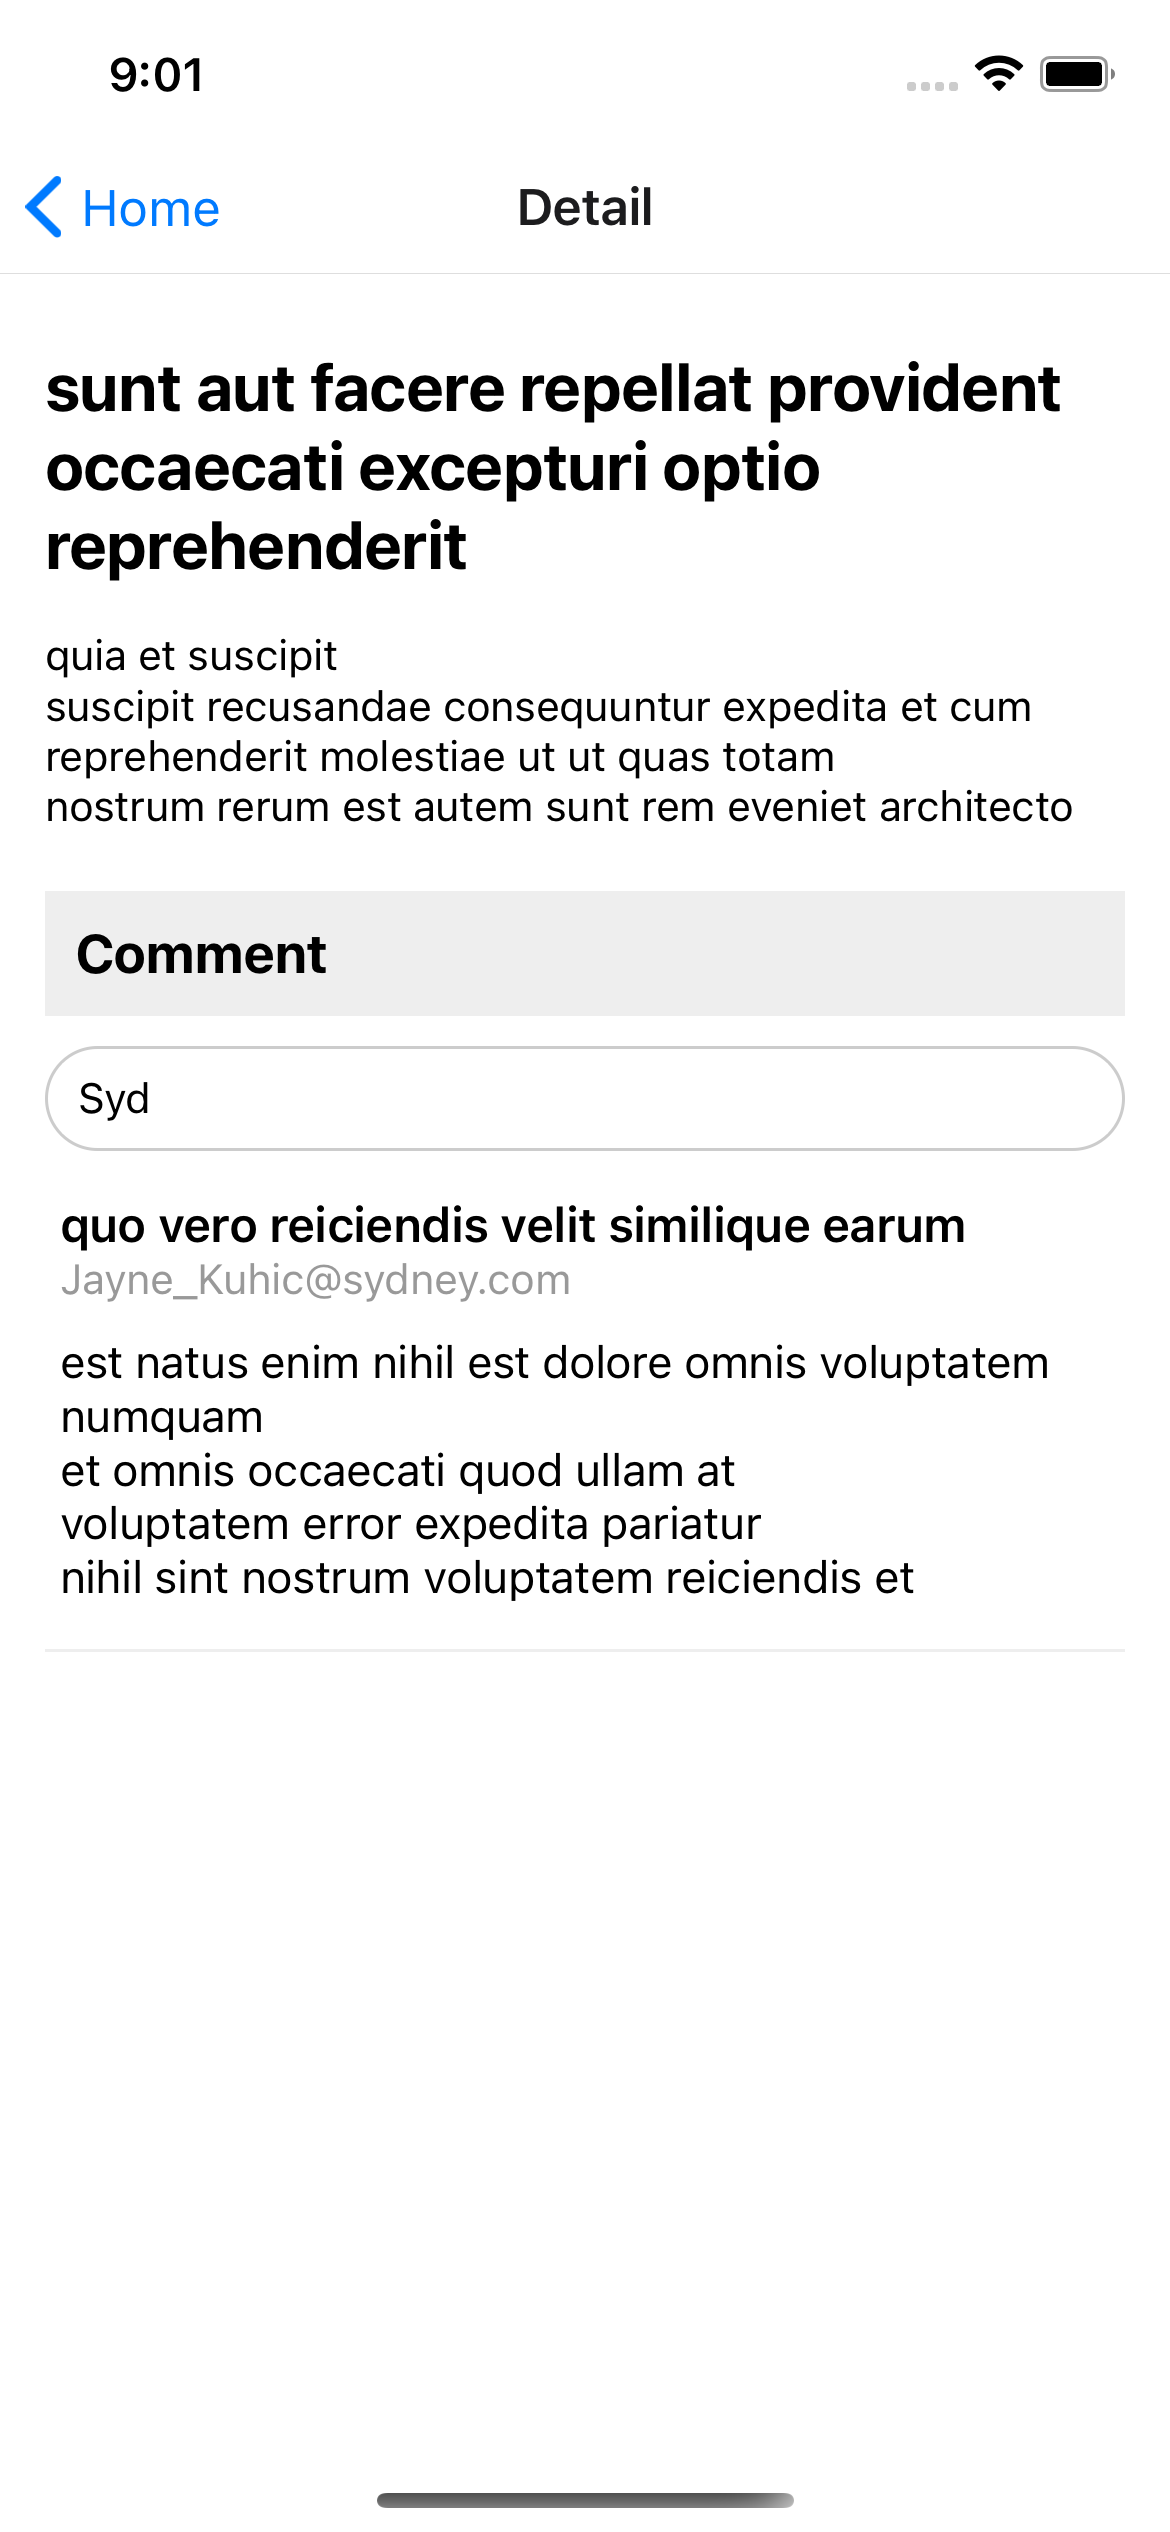 9:01
Home
Detail
sunt aut facere repellat provident
occaecati excepturi optio
reprehenderit
quia et suscipit
suscipit recusandae consequuntur expedita et cum
reprehenderit molestiae ut ut quas totam
nostrum rerum est autem sunt rem eveniet architecto
Comment
Syd
quo vero reiciendis velit similique earum
Jayne_Kuhic@sydney.com
est natus enim nihil est dolore omnis voluptatem
numquam
et omnis occaecati quod ullam at
voluptatem error expedita pariatur
nihil sint nostrum voluptatem reiciendis et